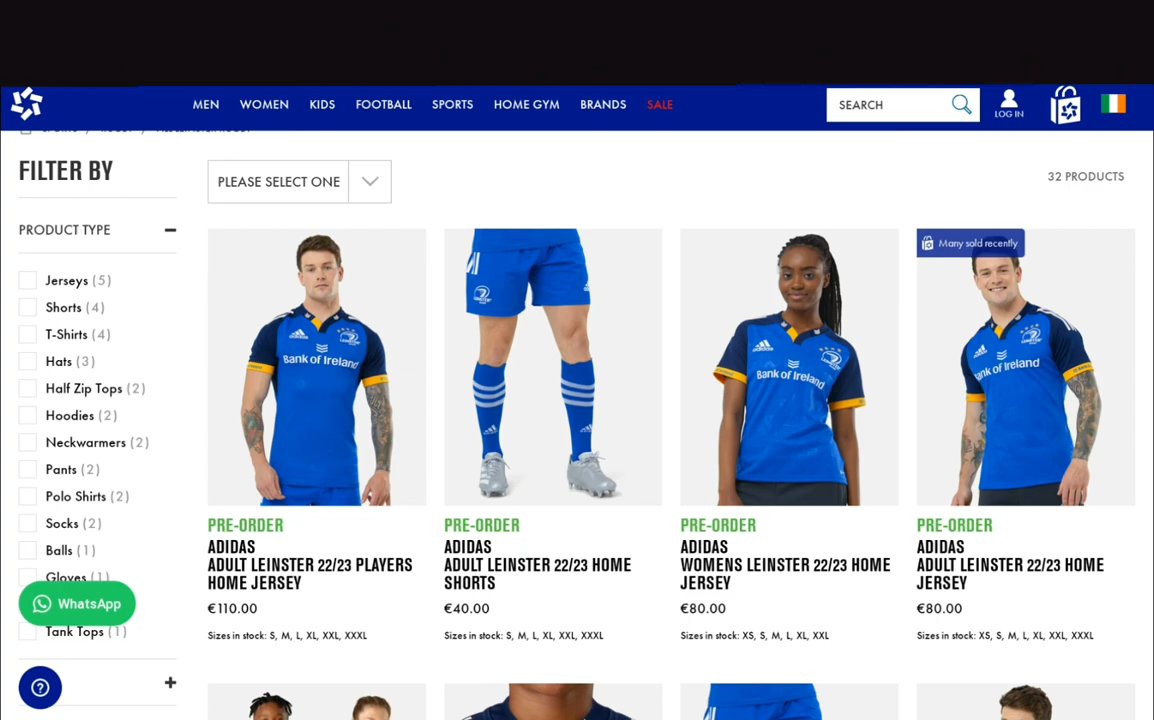 MEN WOMEN KIDS FOOTBALL SPORTS HOME GYM BRANDS SALE
SEARCH
LOG IN
FILTER BY
PLEASE SELECT ONE
32 PRODUCTS
PRODUCT TYPE
Jerseys (5)
Shorts (4)
T-Shirts (4)
Hats (3)
Half Zip Tops (2)
Hoodies (2)
Neckwarmers (2)
Pants (2)
Polo Shirts (2)
Socks (2)
Balls (1)
Gloves (1)
WhatsApp
Tank Tops (1)
Bank of Ireland
PRE-ORDER
ADIDAS
ADULT LEINSTER 22/23 PLAYERS
HOME JERSEY
€110.00
Sizes in stock: S, M, L, XL, XXL, XXXL
LEINSTER
PRE-ORDER
ADIDAS
ADULT LEINSTER 22/23 HOME
SHORTS
€40.00
Sizes in stock: S, M, L, XL, XXL, XXXL
adidas
LEINSTER
Bank of Ireland
PRE-ORDER
ADIDAS
WOMENS LEINSTER 22/23 HOME
JERSEY
€80.00
Sizes in stock: XS, S, M, L, XL, XXL
Many sold recently
Bank of Ireland
PRE-ORDER
ADIDAS
ADULT LEINSTER 22/23 HOME
JERSEY
€80.00
Sizes in stock: XS, S, M, L, XL, XXL, XXXL